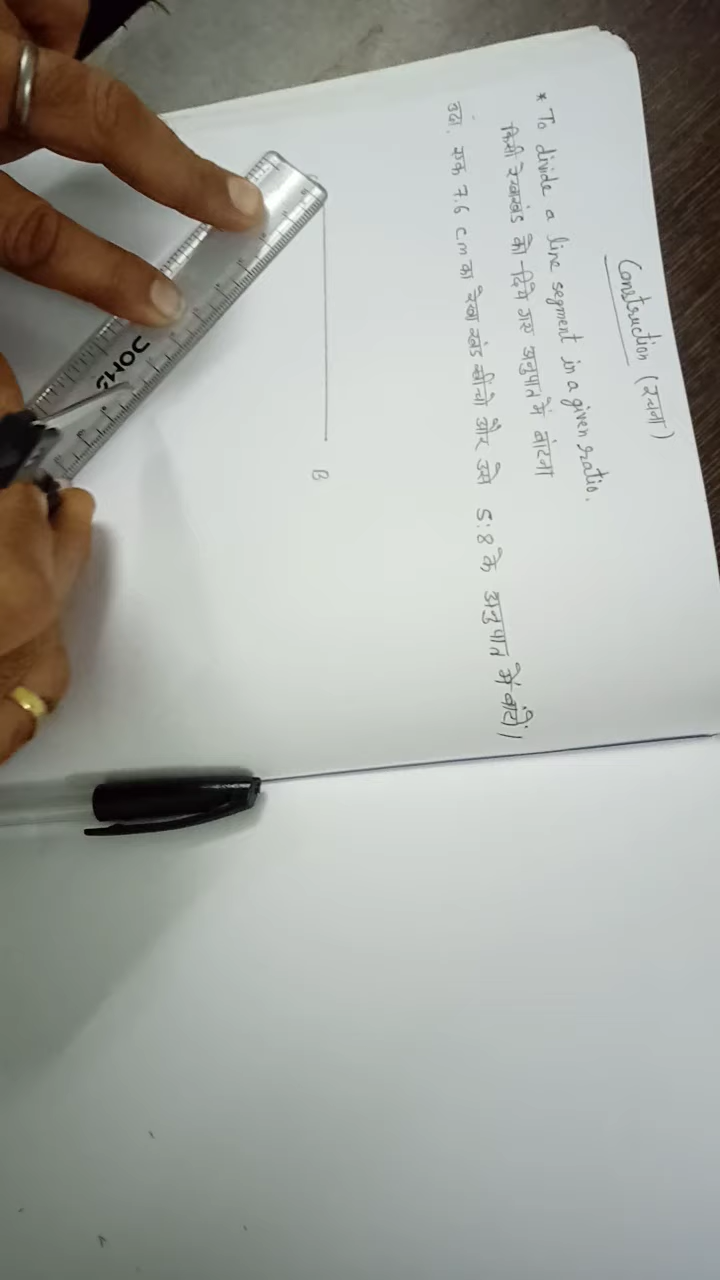 Construction (रचना)
* To divide a line segment in a given ratio.
किसी रेखाखंड को दिये गए अनुपात में बांटना
उदा. एक 7.6 cm का रेखा खंड खींचो और उसे 5:8 के अनुपात में बांटो।
B
DOMS